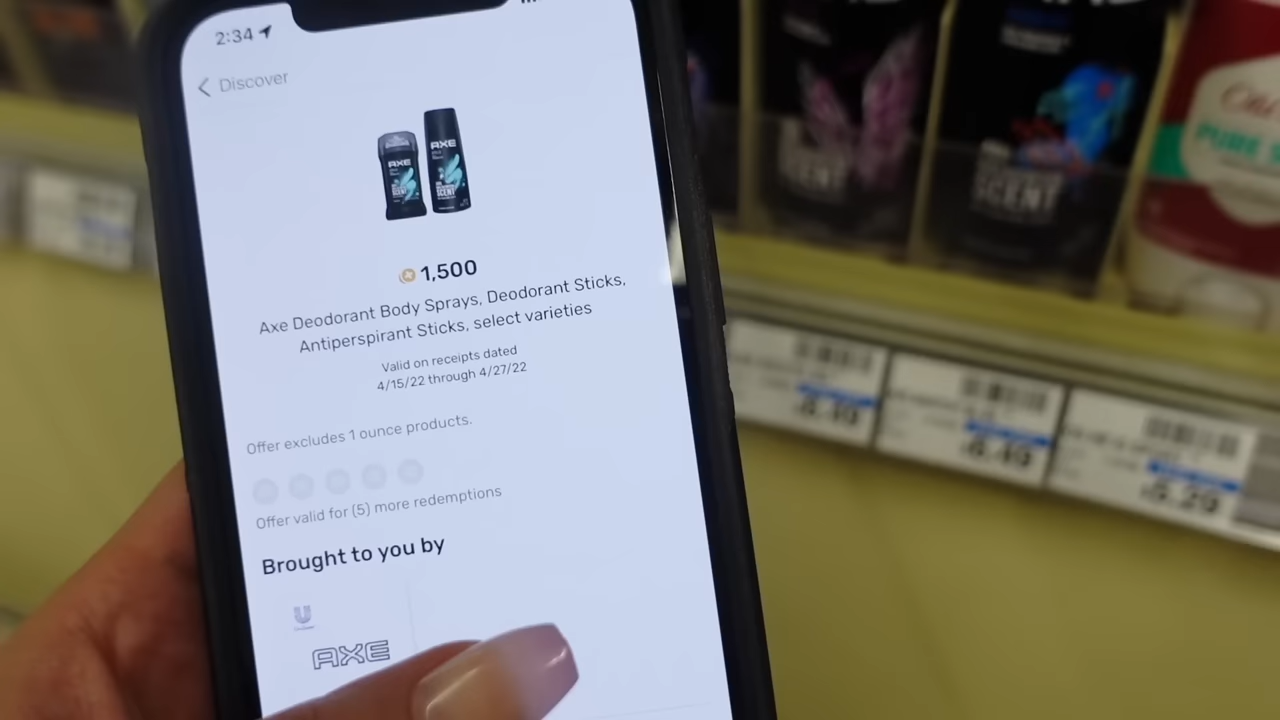 2:34
Discover
AXE
AXE
SCENT
1,500
Axe Deodorant Body Sprays, Deodorant Sticks,
Antiperspirant Sticks, select varieties
Valid on receipts dated
4/15/22 through 4/27/22
Offer excludes 1 ounce products.
Offer valid for (5) more redemptions
Brought to you by
AXE
SCENT
SCENT
PURE